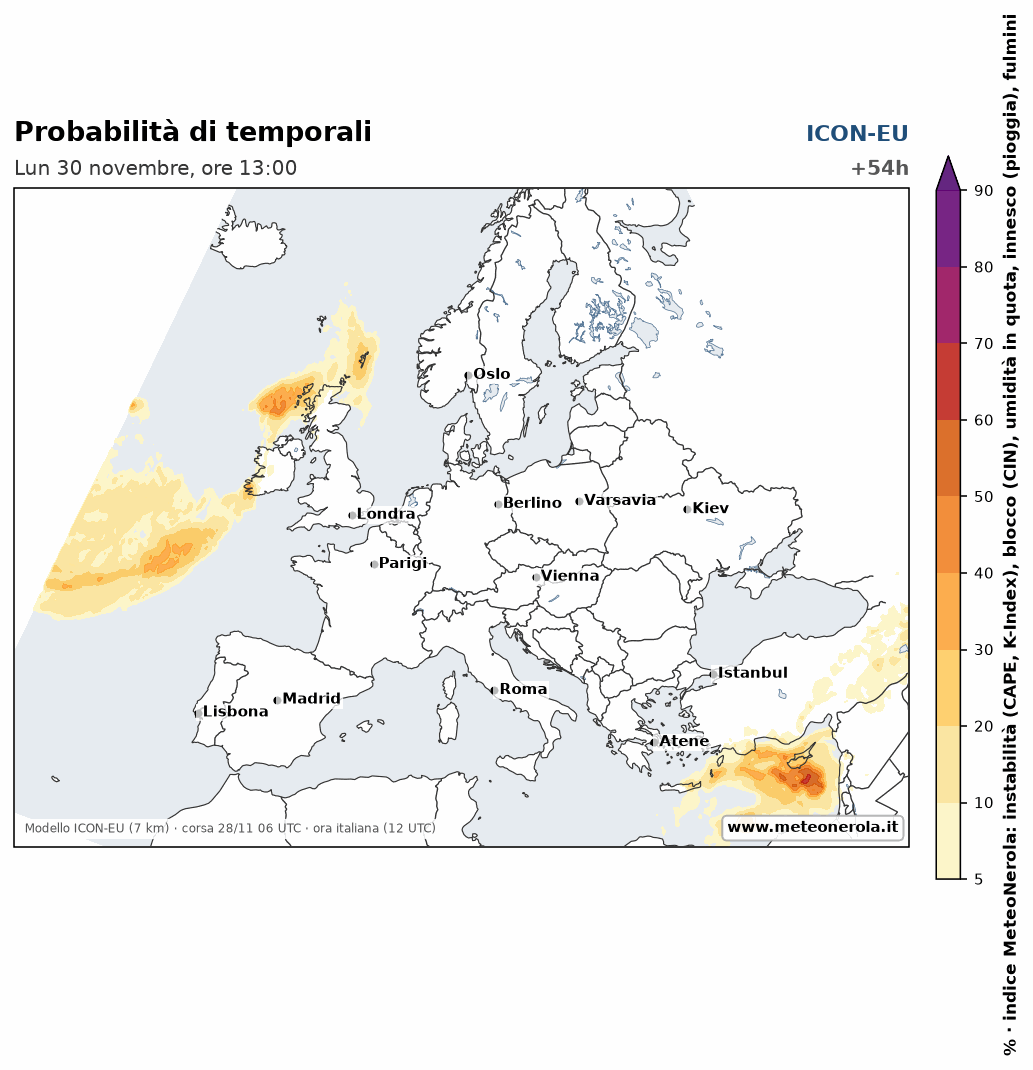 Probabilità di temporali
ICON-EU
Lun 30 novembre, ore 13:00
+54h
Oslo
Berlino
Varsavia
Kiev
Londra
Parigi
Vienna
Istanbul
Roma
Madrid
Lisbona
Atene
Modello ICON-EU (7 km) · corsa 28/11 06 UTC · ora italiana (12 UTC)
www.meteonerola.it
90
80
70
60
50
40
30
20
10
5
% · indice MeteoNerola: instabilità (CAPE, K-Index), blocco (CIN), umidità in quota, innesco (pioggia), fulmini